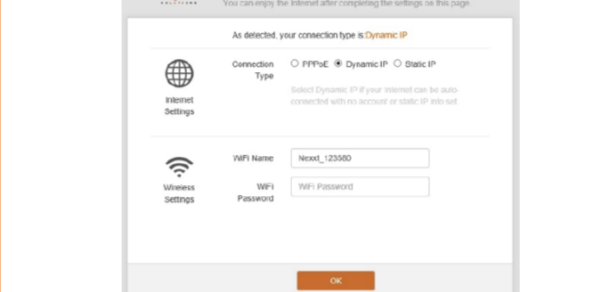 You can enjoy the Internet after completing the settings on this page.
As detected, your connection type is:Dynamic IP
Connection Type
PPPoE Dynamic IP Static IP
Select Dynamic IP if your Internet can be auto-
connected with no account or static IP info set.
Internet
Settings
WiFi Name
Nexxt_123580
WiFi
Password
WiFi Password
Wireless
Settings
OK